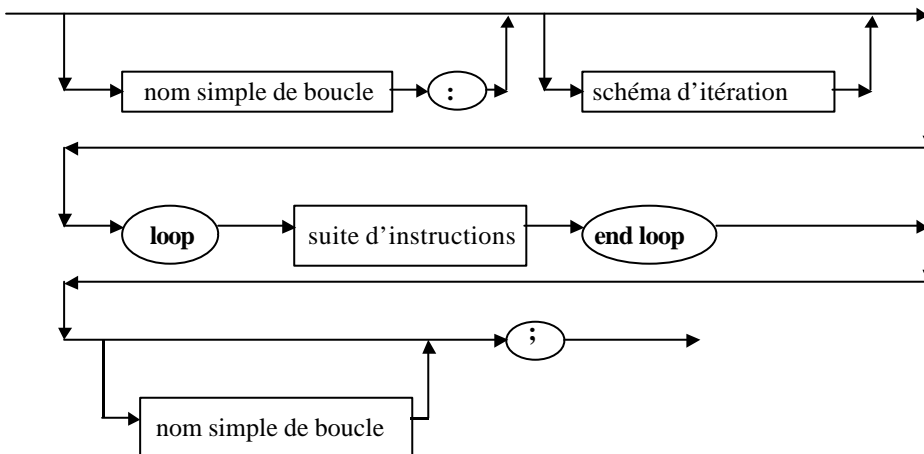 nom simple de boucle : schéma d'itération
loop suite d'instructions end loop
;
nom simple de boucle